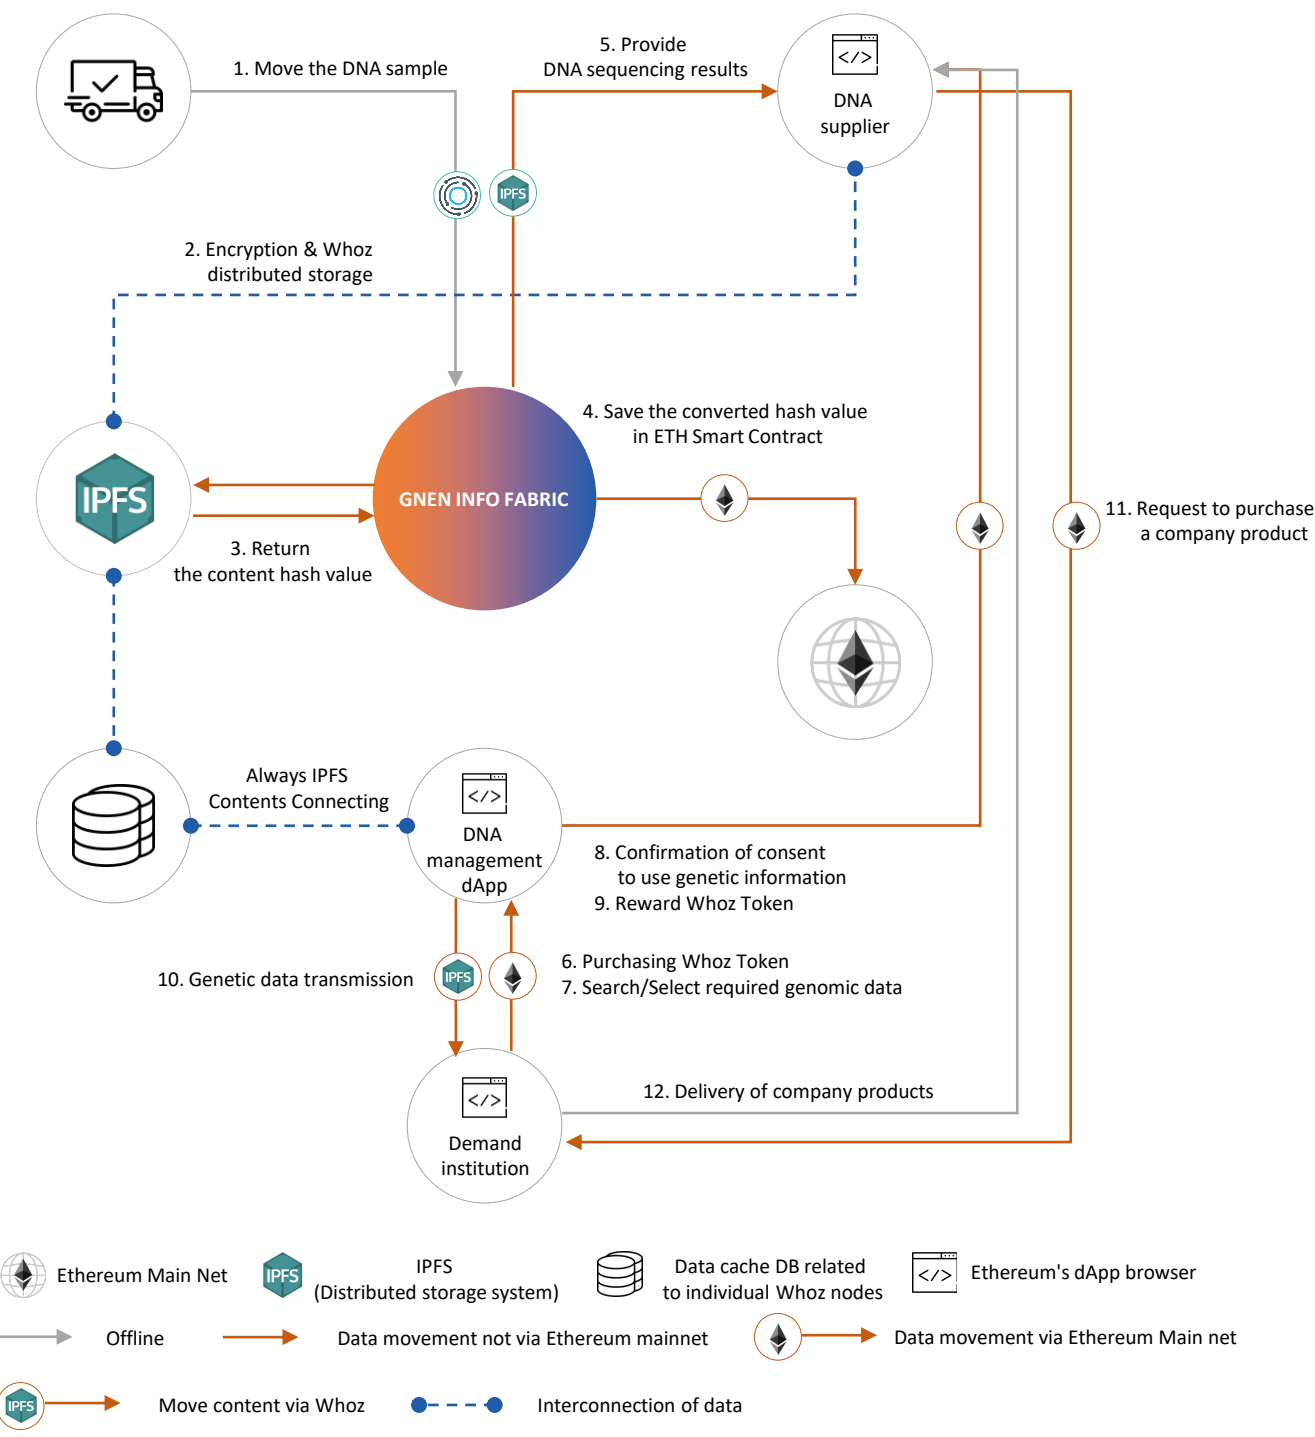 1. Move the DNA sample
5. Provide
DNA sequencing results
</>
DNA
supplier
IPFS
2. Encryption & Whoz
distributed storage
4. Save the converted hash value
in ETH Smart Contract
IPFS
GNEN INFO FABRIC
11. Request to purchase
a company product
3. Return
the content hash value
Always IPFS
Contents Connecting
</>
DNA
management
dApp
8. Confirmation of consent
to use genetic information
9. Reward Whoz Token
10. Genetic data transmission
IPFS
6. Purchasing Whoz Token
7. Search/Select required genomic data
</>
Demand
institution
12. Delivery of company products
Ethereum Main Net
IPFS
IPFS
(Distributed storage system)
Data cache DB related
to individual Whoz nodes
</>
Ethereum's dApp browser
Offline
Data movement not via Ethereum mainnet
Data movement via Ethereum Main net
IPFS
Move content via Whoz
Interconnection of data